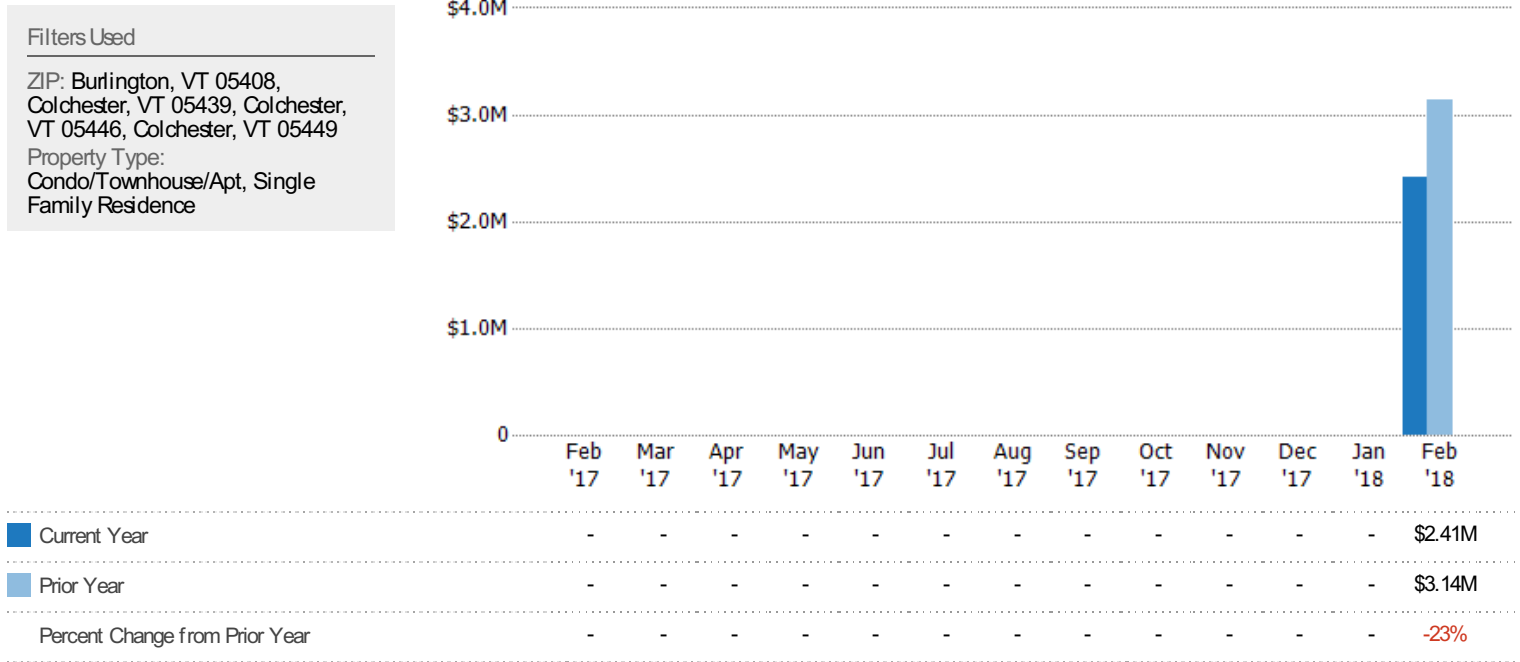 Filters Used
ZIP: Burlington, VT 05408,
Colchester, VT 05439, Colchester,
VT 05446, Colchester, VT 05449
Property Type:
Condo/Townhouse/Apt, Single
Family Residence
$4.0M
$3.0M
$2.0M
$1.0M
0
Feb Mar Apr May Jun Jul Aug Sep Oct Nov Dec Jan Feb
'17 '17 '17 '17 '17 '17 '17 '17 '17 '17 '17 '18 '18
Current Year - - - - - - - - - - - - $2.41M
Prior Year - - - - - - - - - - - - $3.14M
Percent Change from Prior Year - - - - - - - - - - - - -23%